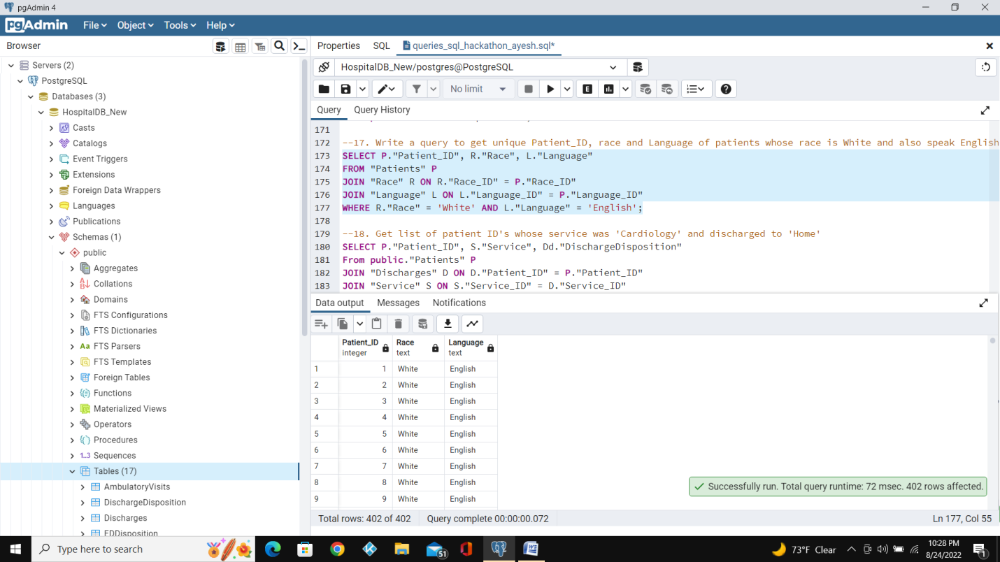 pgAdmin 4
pgAdmin
File
Object
Tools
Help
Browser
Properties
SQL
queries_sql_hackathon_ayesh.sql*
Servers (2)
PostgreSQL
Databases (3)
HospitalDB_New
Casts
Catalogs
Event Triggers
Extensions
Foreign Data Wrappers
Languages
Publications
Schemas (1)
public
Aggregates
Collations
Domains
FTS Configurations
FTS Dictionaries
Aa FTS Parsers
FTS Templates
Foreign Tables
Functions
Materialized Views
Operators
Procedures
1..3 Sequences
Tables (17)
AmbulatoryVisits
DischargeDisposition
Discharges
EDDisposition
HospitalDB_New/postgres@PostgreSQL
No limit
E
Query
Query History
171
172 --17. Write a query to get unique Patient_ID, race and Language of patients whose race is White and also speak English
173 SELECT P."Patient_ID", R."Race", L."Language"
174 FROM "Patients" P
175 JOIN "Race" R ON R."Race_ID" = P."Race_ID"
176 JOIN "Language" L ON L."Language_ID" = P."Language_ID"
177 WHERE R."Race" = 'White' AND L."Language" = 'English';
178
179 --18. Get list of patient ID's whose service was 'Cardiology' and discharged to 'Home'
180 SELECT P."Patient_ID", S."Service", Dd."DischargeDisposition"
181 From public."Patients" P
182 JOIN "Discharges" D ON D."Patient_ID" = P."Patient_ID"
183 JOIN "Service" S ON S."Service_ID" = D."Service_ID"
Data output
Messages
Notifications
Patient_ID
integer
Race
text
Language
text
1 1 White English
2 2 White English
3 3 White English
4 4 White English
5 5 White English
6 6 White English
7 7 White English
8 8 White English
9 9 White English
Successfully run. Total query runtime: 72 msec. 402 rows affected.
Total rows: 402 of 402
Query complete 00:00:00.072
Ln 177, Col 55
Type here to search
51
73°F Clear
10:28 PM
8/24/2022
1